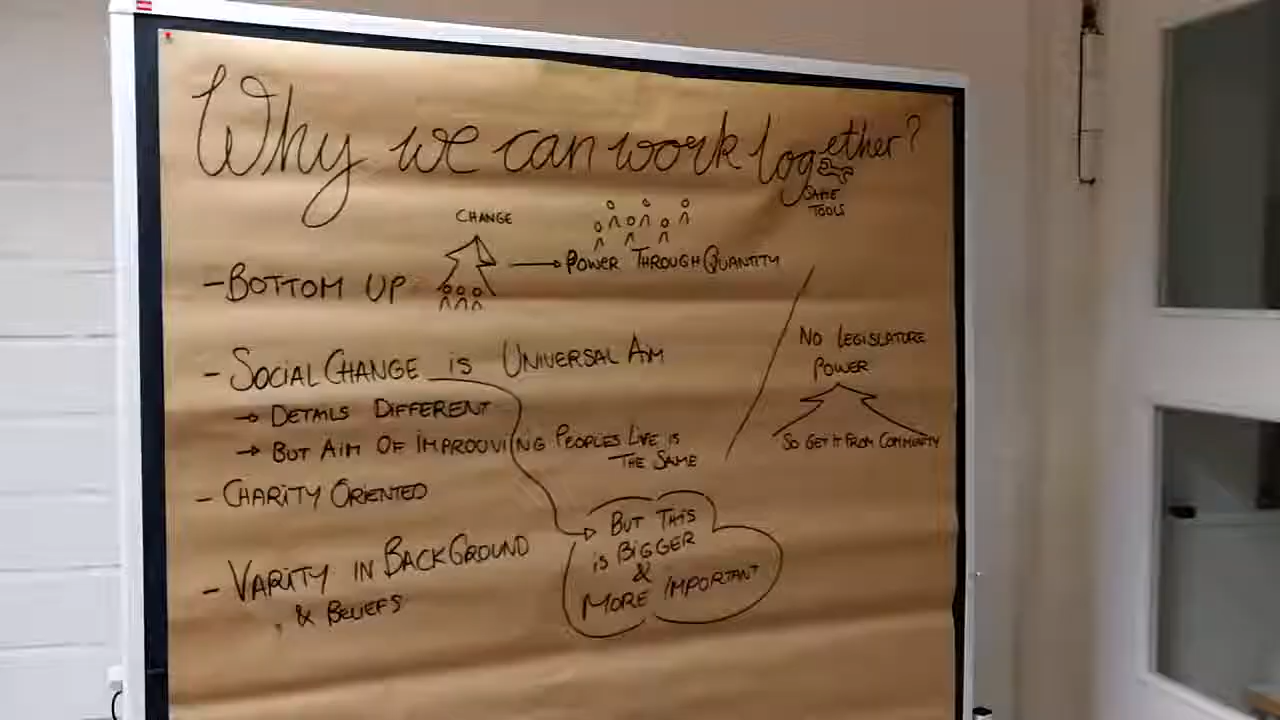 Why we can work together?
SAME
TOOLS
CHANGE
- BOTTOM UP
→ POWER THROUGH QUANTITY
- SOCIAL CHANGE IS UNIVERSAL AIM
→ DETAILS DIFFERENT
→ BUT AIM OF IMPROOVING PEOPLES LIVE IS
THE SAME
- CHARITY ORIENTED
- VARITY IN BACKGROUND
& BELIEFS
BUT THIS
IS BIGGER
&
MORE IMPORTANT
NO LEGISLATURE
POWER
SO GET IT FROM COMMUNITY